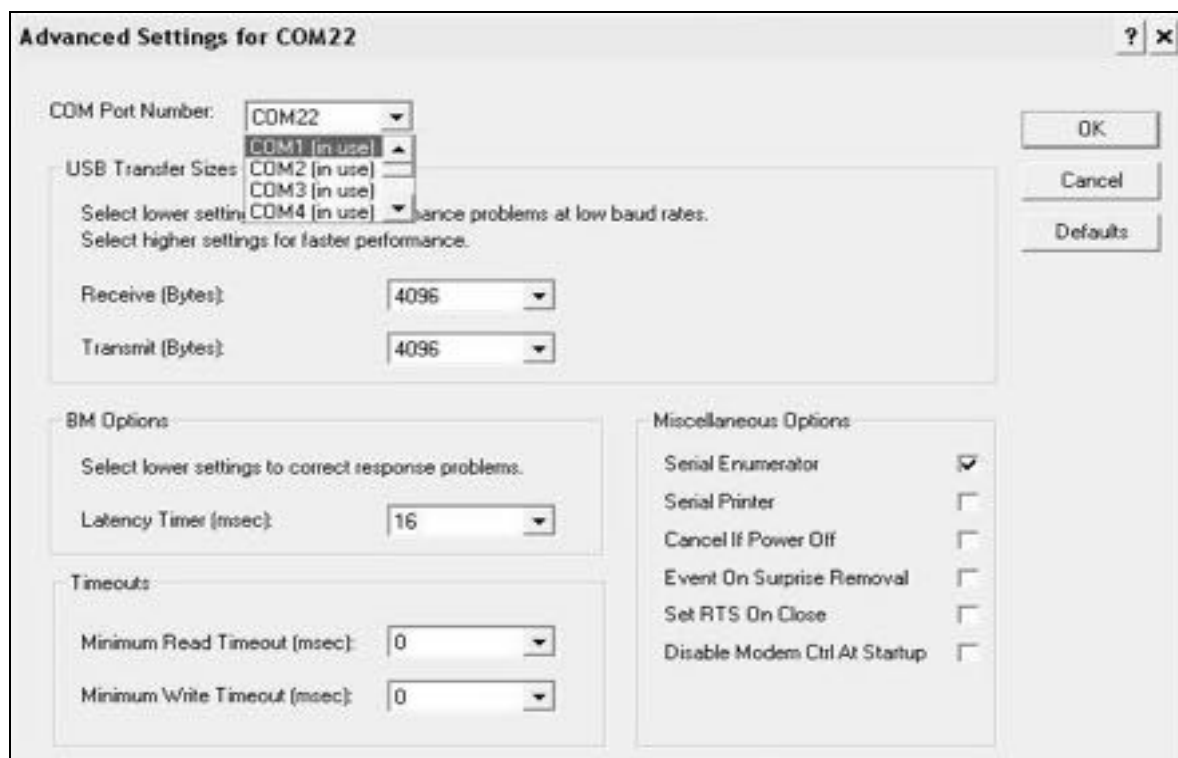 Advanced Settings for COM22
? ×
COM Port Number: COM22
COM1 (in use)
COM2 (in use)
COM3 (in use)
COM4 (in use)
OK
Cancel
Defaults
USB Transfer Sizes
Select lower settin ance problems at low baud rates.
Select higher settings for faster performance.
Receive (Bytes): 4096
Transmit (Bytes): 4096
BM Options
Select lower settings to correct response problems.
Latency Timer (msec): 16
Timeouts
Minimum Read Timeout (msec): 0
Minimum Write Timeout (msec): 0
Miscellaneous Options
Serial Enumerator
Serial Printer
Cancel If Power Off
Event On Surprise Removal
Set RTS On Close
Disable Modem Ctrl At Startup